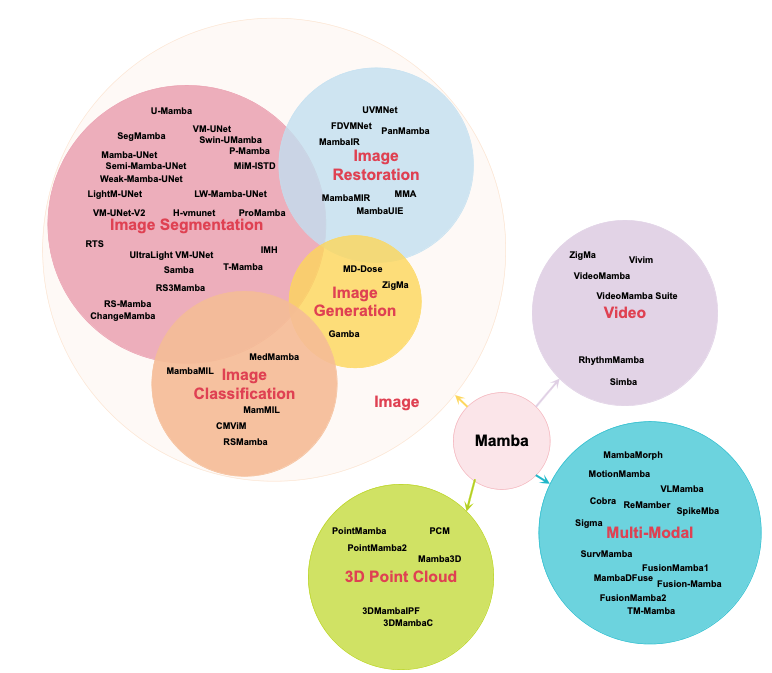 U-Mamba
SegMamba
VM-UNet
Swin-UMamba
P-Mamba
Mamba-UNet
Semi-Mamba-UNet
MiM-ISTD
Weak-Mamba-UNet
LightM-UNet
LW-Mamba-UNet
VM-UNet-V2
H-vmunet
ProMamba
Image Segmentation
RTS
IMH
UltraLight VM-UNet
Samba
T-Mamba
RS3Mamba
RS-Mamba
ChangeMamba
UVMNet
FDVMNet
PanMamba
MambaIR
Image
Restoration
MambaMIR
MMA
MambaUIE
MD-Dose
ZigMa
Image
Generation
Gamba
MedMamba
MambaMIL
Image
Classification
MamMIL
CMViM
RSMamba
Image
Mamba
ZigMa
Vivim
VideoMamba
VideoMamba Suite
Video
RhythmMamba
Simba
MambaMorph
MotionMamba
VLMamba
Cobra
ReMamber
SpikeMba
Sigma
Multi-Modal
SurvMamba
FusionMamba1
MambaDFuse
Fusion-Mamba
FusionMamba2
TM-Mamba
PointMamba
PCM
PointMamba2
Mamba3D
3D Point Cloud
3DMambaIPF
3DMambaC